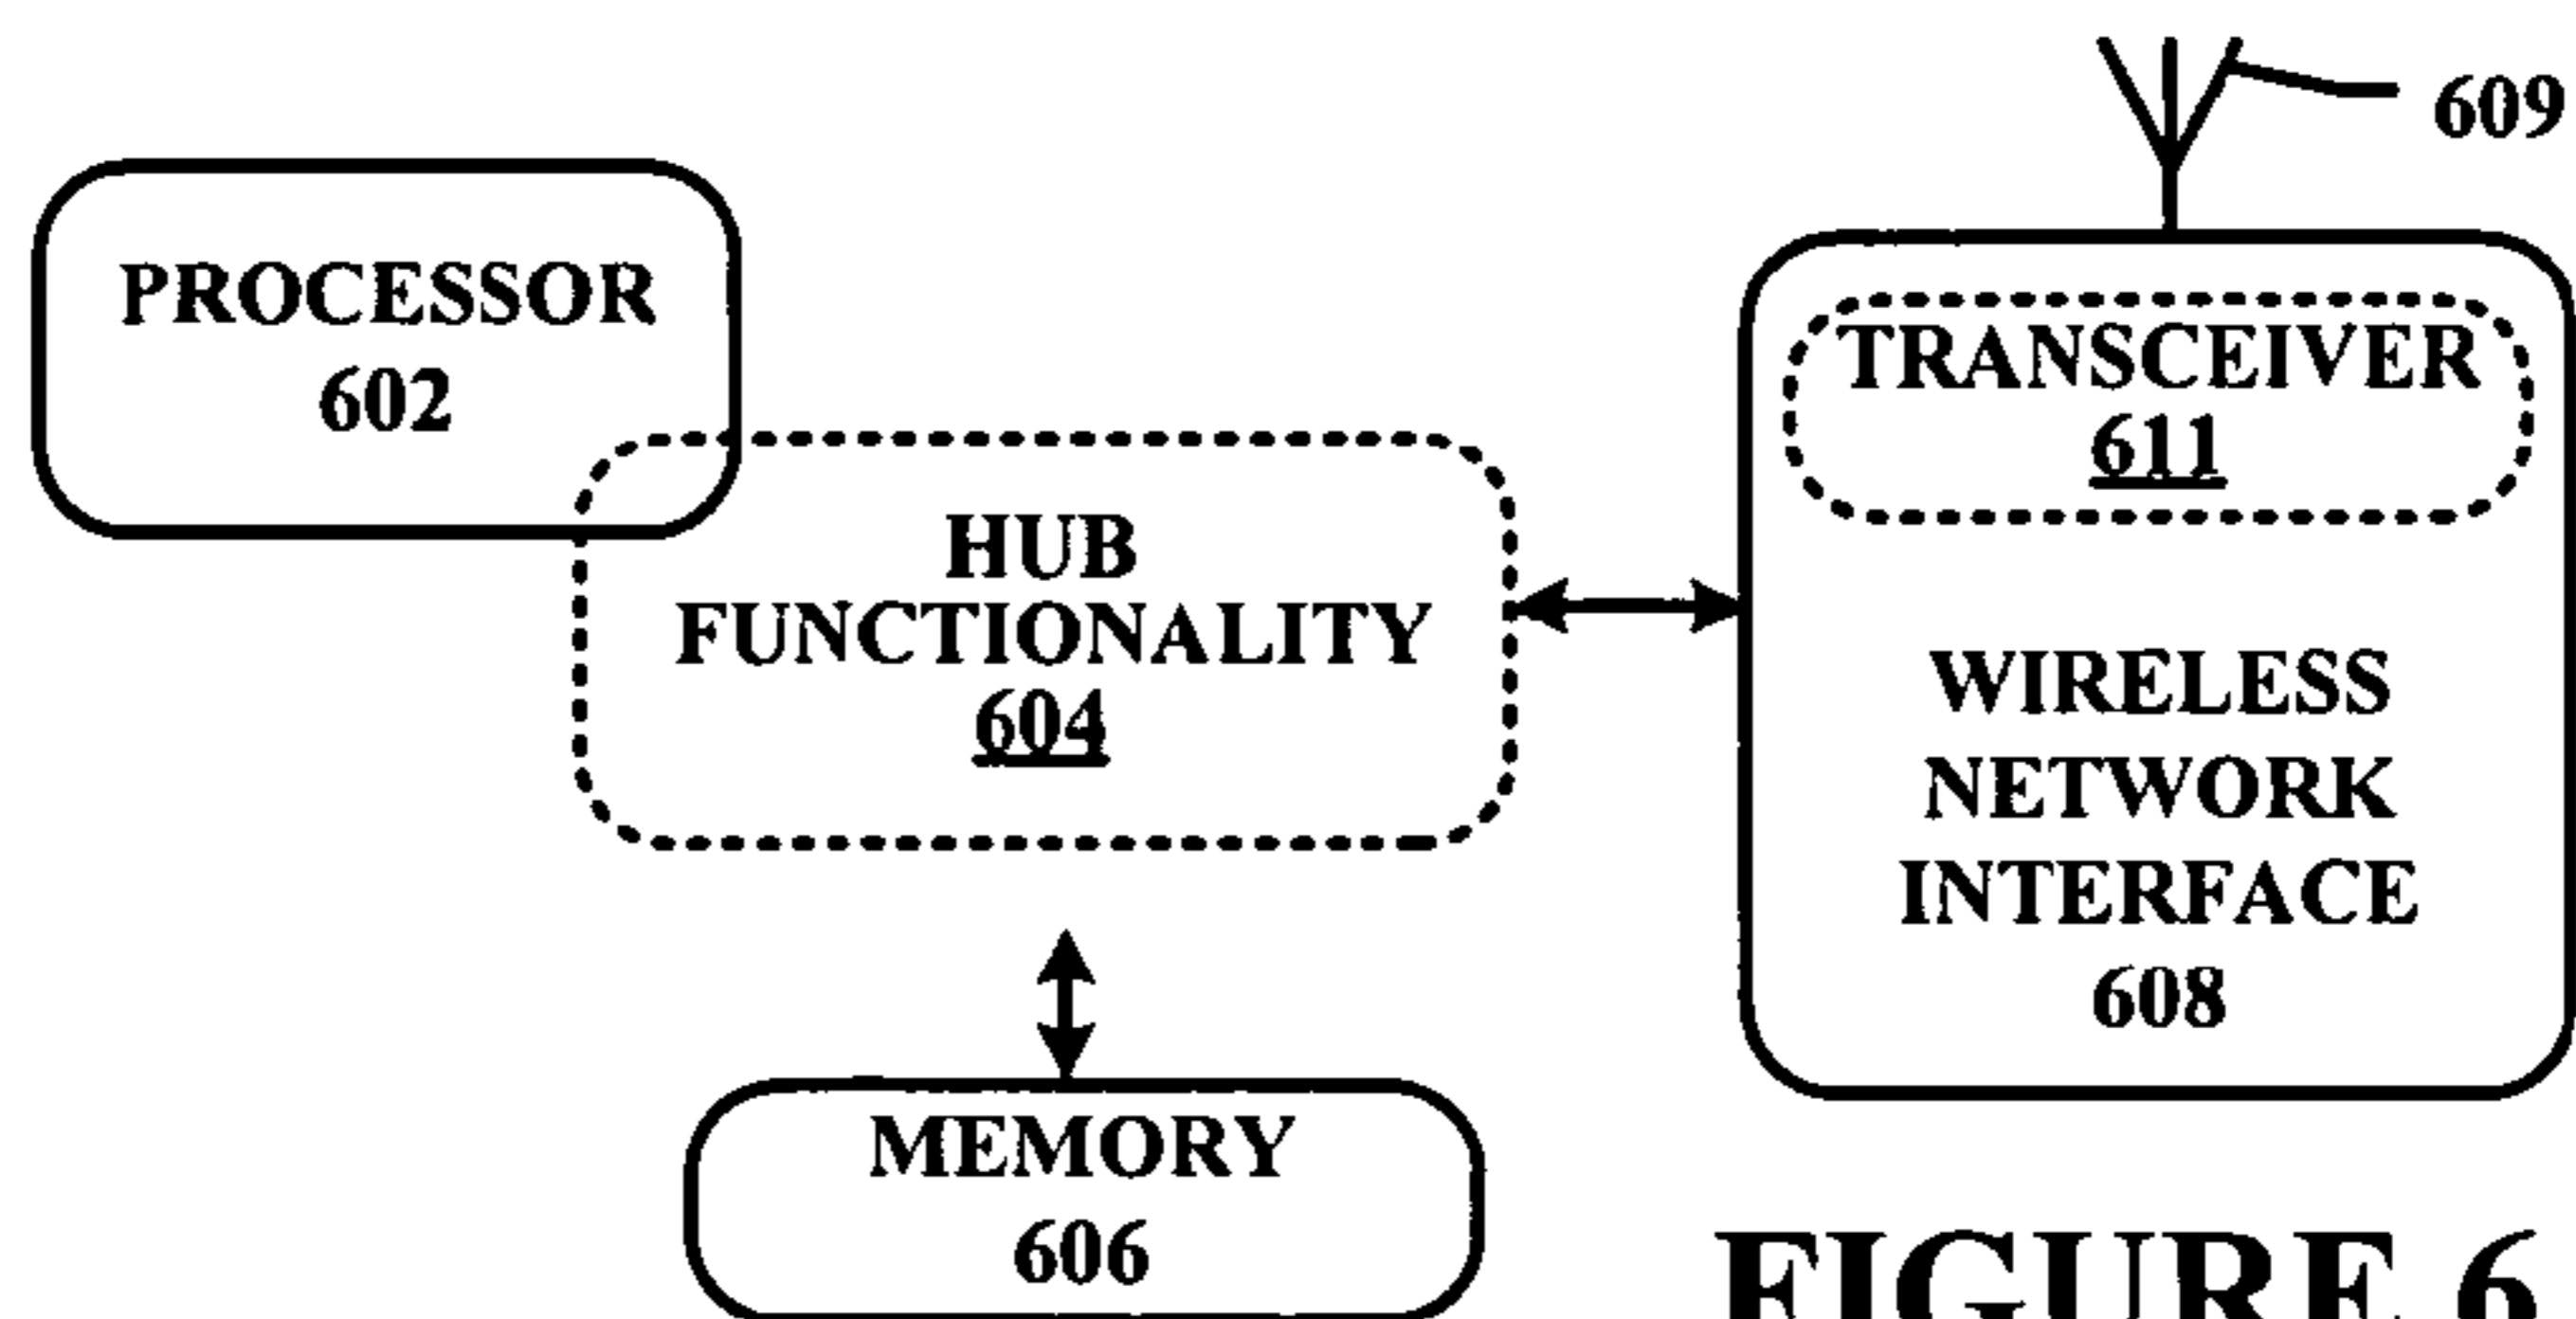 609
PROCESSOR
602
TRANSCEIVER
611
HUB
FUNCTIONALITY
604
WIRELESS
NETWORK
INTERFACE
608
MEMORY
606
FIGURE 6